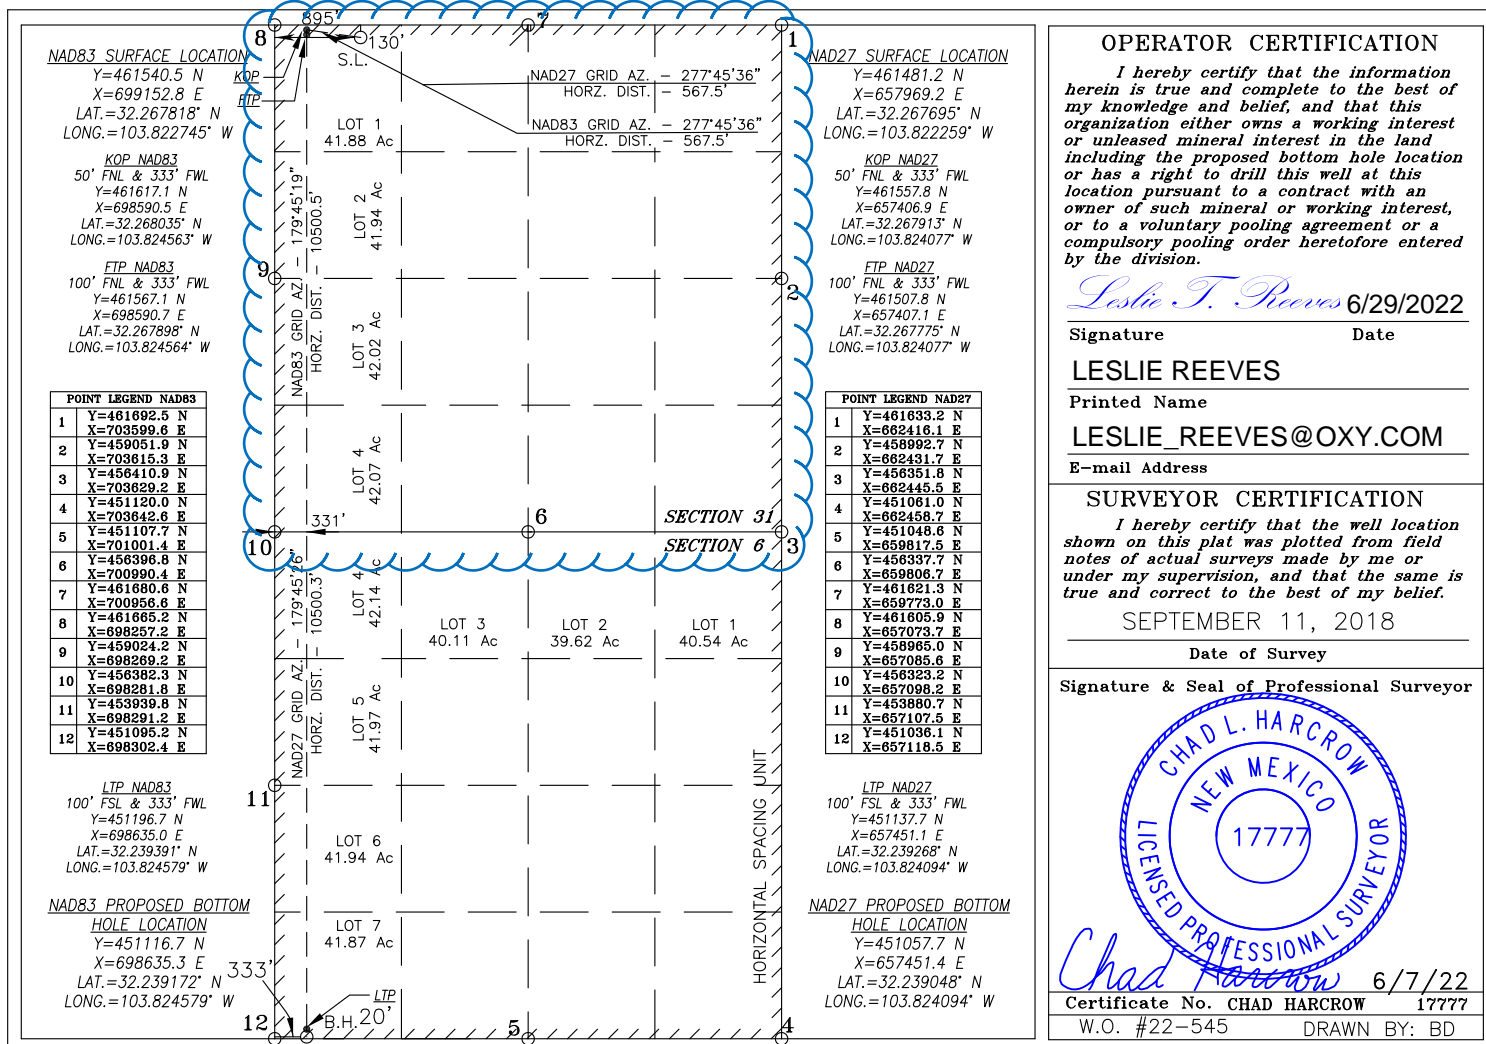 NAD83 SURFACE LOCATION
Y=461540.5 N
X=699152.8 E
LAT.=32.267818° N
LONG.=103.822745° W
KOP NAD83
50' FNL & 333' FWL
Y=461617.1 N
X=698590.5 E
LAT.=32.268035° N
LONG.=103.824563° W
FTP NAD83
100' FNL & 333' FWL
Y=461567.1 N
X=698590.7 E
LAT.=32.267898° N
LONG.=103.824564° W
POINT LEGEND NAD83
1 Y=461692.5 N
X=703599.6 E
2 Y=459051.9 N
X=703615.3 E
3 Y=456410.9 N
X=703629.2 E
4 Y=451120.0 N
X=703642.6 E
5 Y=451107.7 N
X=701001.4 E
6 Y=456396.8 N
X=700990.4 E
7 Y=461680.6 N
X=700956.6 E
8 Y=461665.2 N
X=698257.2 E
9 Y=459024.2 N
X=698269.2 E
10 Y=456382.3 N
X=698281.8 E
11 Y=453939.8 N
X=698291.2 E
12 Y=451095.2 N
X=698302.4 E
LTP NAD83
100' FSL & 333' FWL
Y=451196.7 N
X=698635.0 E
LAT.=32.239391° N
LONG.=103.824579° W
NAD83 PROPOSED BOTTOM
HOLE LOCATION
Y=451116.7 N
X=698635.3 E
LAT.=32.239172° N
LONG.=103.824579° W
895'
8
7
1
130'
S.L.
KOP
FTP
NAD27 GRID AZ. – 277°45'36"
HORZ. DIST. – 567.5'
NAD83 GRID AZ. – 277°45'36"
HORZ. DIST. – 567.5'
LOT 1
41.88 Ac
LOT 2
41.94 Ac
NAD83 GRID AZ. – 179°45'19"
HORZ. DIST. – 10500.5'
9
2
LOT 3
42.02 Ac
LOT 4
42.07 Ac
331'
6
SECTION 31
10
SECTION 6
3
NAD27 GRID AZ. – 179°45'26"
HORZ. DIST. – 10500.3'
LOT 4
42.14 Ac
LOT 3
40.11 Ac
LOT 2
39.62 Ac
LOT 1
40.54 Ac
LOT 5
41.97 Ac
11
LOT 6
41.94 Ac
LOT 7
41.87 Ac
HORIZONTAL SPACING UNIT
333'
LTP
B.H.
20'
12
5
4
NAD27 SURFACE LOCATION
Y=461481.2 N
X=657969.2 E
LAT.=32.267695° N
LONG.=103.822259° W
KOP NAD27
50' FNL & 333' FWL
Y=461557.8 N
X=657406.9 E
LAT.=32.267913° N
LONG.=103.824077° W
FTP NAD27
100' FNL & 333' FWL
Y=461507.8 N
X=657407.1 E
LAT.=32.267775° N
LONG.=103.824077° W
POINT LEGEND NAD27
1 Y=461633.2 N
X=662416.1 E
2 Y=458992.7 N
X=662431.7 E
3 Y=456351.8 N
X=662445.5 E
4 Y=451061.0 N
X=662458.7 E
5 Y=451048.6 N
X=659817.5 E
6 Y=456337.7 N
X=659806.7 E
7 Y=461621.3 N
X=659773.0 E
8 Y=461605.9 N
X=657073.7 E
9 Y=458965.0 N
X=657085.6 E
10 Y=456323.2 N
X=657098.2 E
11 Y=453880.7 N
X=657107.5 E
12 Y=451036.1 N
X=657118.5 E
LTP NAD27
100' FSL & 333' FWL
Y=451137.7 N
X=657451.1 E
LAT.=32.239268° N
LONG.=103.824094° W
NAD27 PROPOSED BOTTOM
HOLE LOCATION
Y=451057.7 N
X=657451.4 E
LAT.=32.239048° N
LONG.=103.824094° W
OPERATOR CERTIFICATION
I hereby certify that the information
herein is true and complete to the best of
my knowledge and belief, and that this
organization either owns a working interest
or unleased mineral interest in the land
including the proposed bottom hole location
or has a right to drill this well at this
location pursuant to a contract with an
owner of such mineral or working interest,
or to a voluntary pooling agreement or a
compulsory pooling order heretofore entered
by the division.
Leslie T. Reeves 6/29/2022
Signature Date
LESLIE REEVES
Printed Name
LESLIE_REEVES@OXY.COM
E-mail Address
SURVEYOR CERTIFICATION
I hereby certify that the well location
shown on this plat was plotted from field
notes of actual surveys made by me or
under my supervision, and that the same is
true and correct to the best of my belief.
SEPTEMBER 11, 2018
Date of Survey
Signature & Seal of Professional Surveyor
CHAD L. HARCROW
NEW MEXICO
17777
LICENSED PROFESSIONAL SURVEYOR
Chad Harcrow 6/7/22
Certificate No. CHAD HARCROW 17777
W.O. #22-545 DRAWN BY: BD